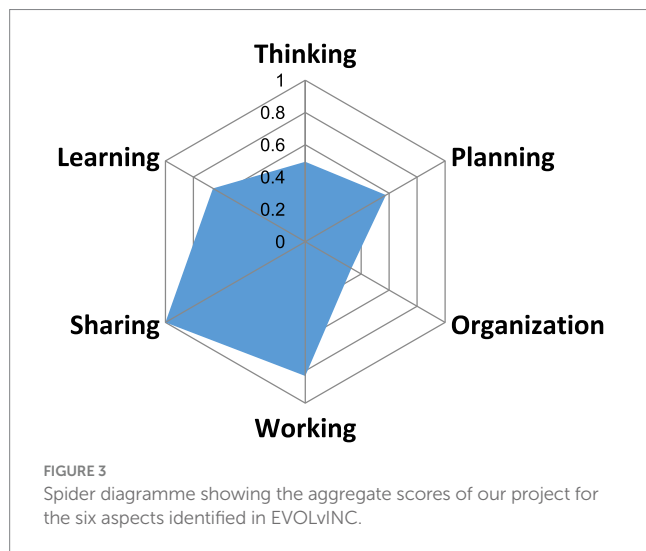 Thinking
1
0.8
Learning
Planning
0.6
0.4
0.2
0
Sharing
Organization
Working
FIGURE 3
Spider diagramme showing the aggregate scores of our project for
the six aspects identified in EVOLvINC.